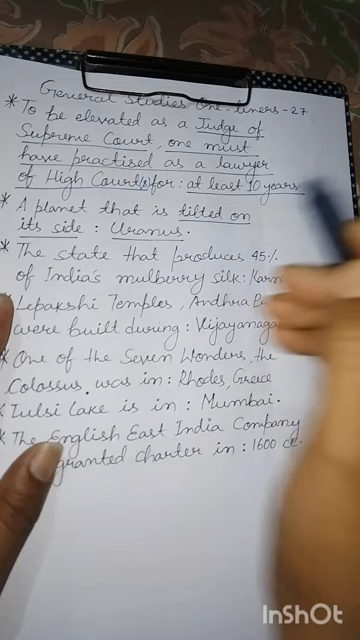 General Studies One-liners-27
* To be elevated as a Judge of
Supreme Court, one must
have practised as a lawyer
of High Court(s) for: at least 10 years.
* A planet that is tilted on
its side : Uranus.
* The state that produces 45%
of India's mulberry silk:
Lepakshi Temples, Andhra
were built during:
* One of the Seven Wonders, the
Colossus was in: Rhodes, Greece
* Tulsi Lake is in : Mumbai.
* The English East India Company
granted charter in: 1600 CE.
InShOt